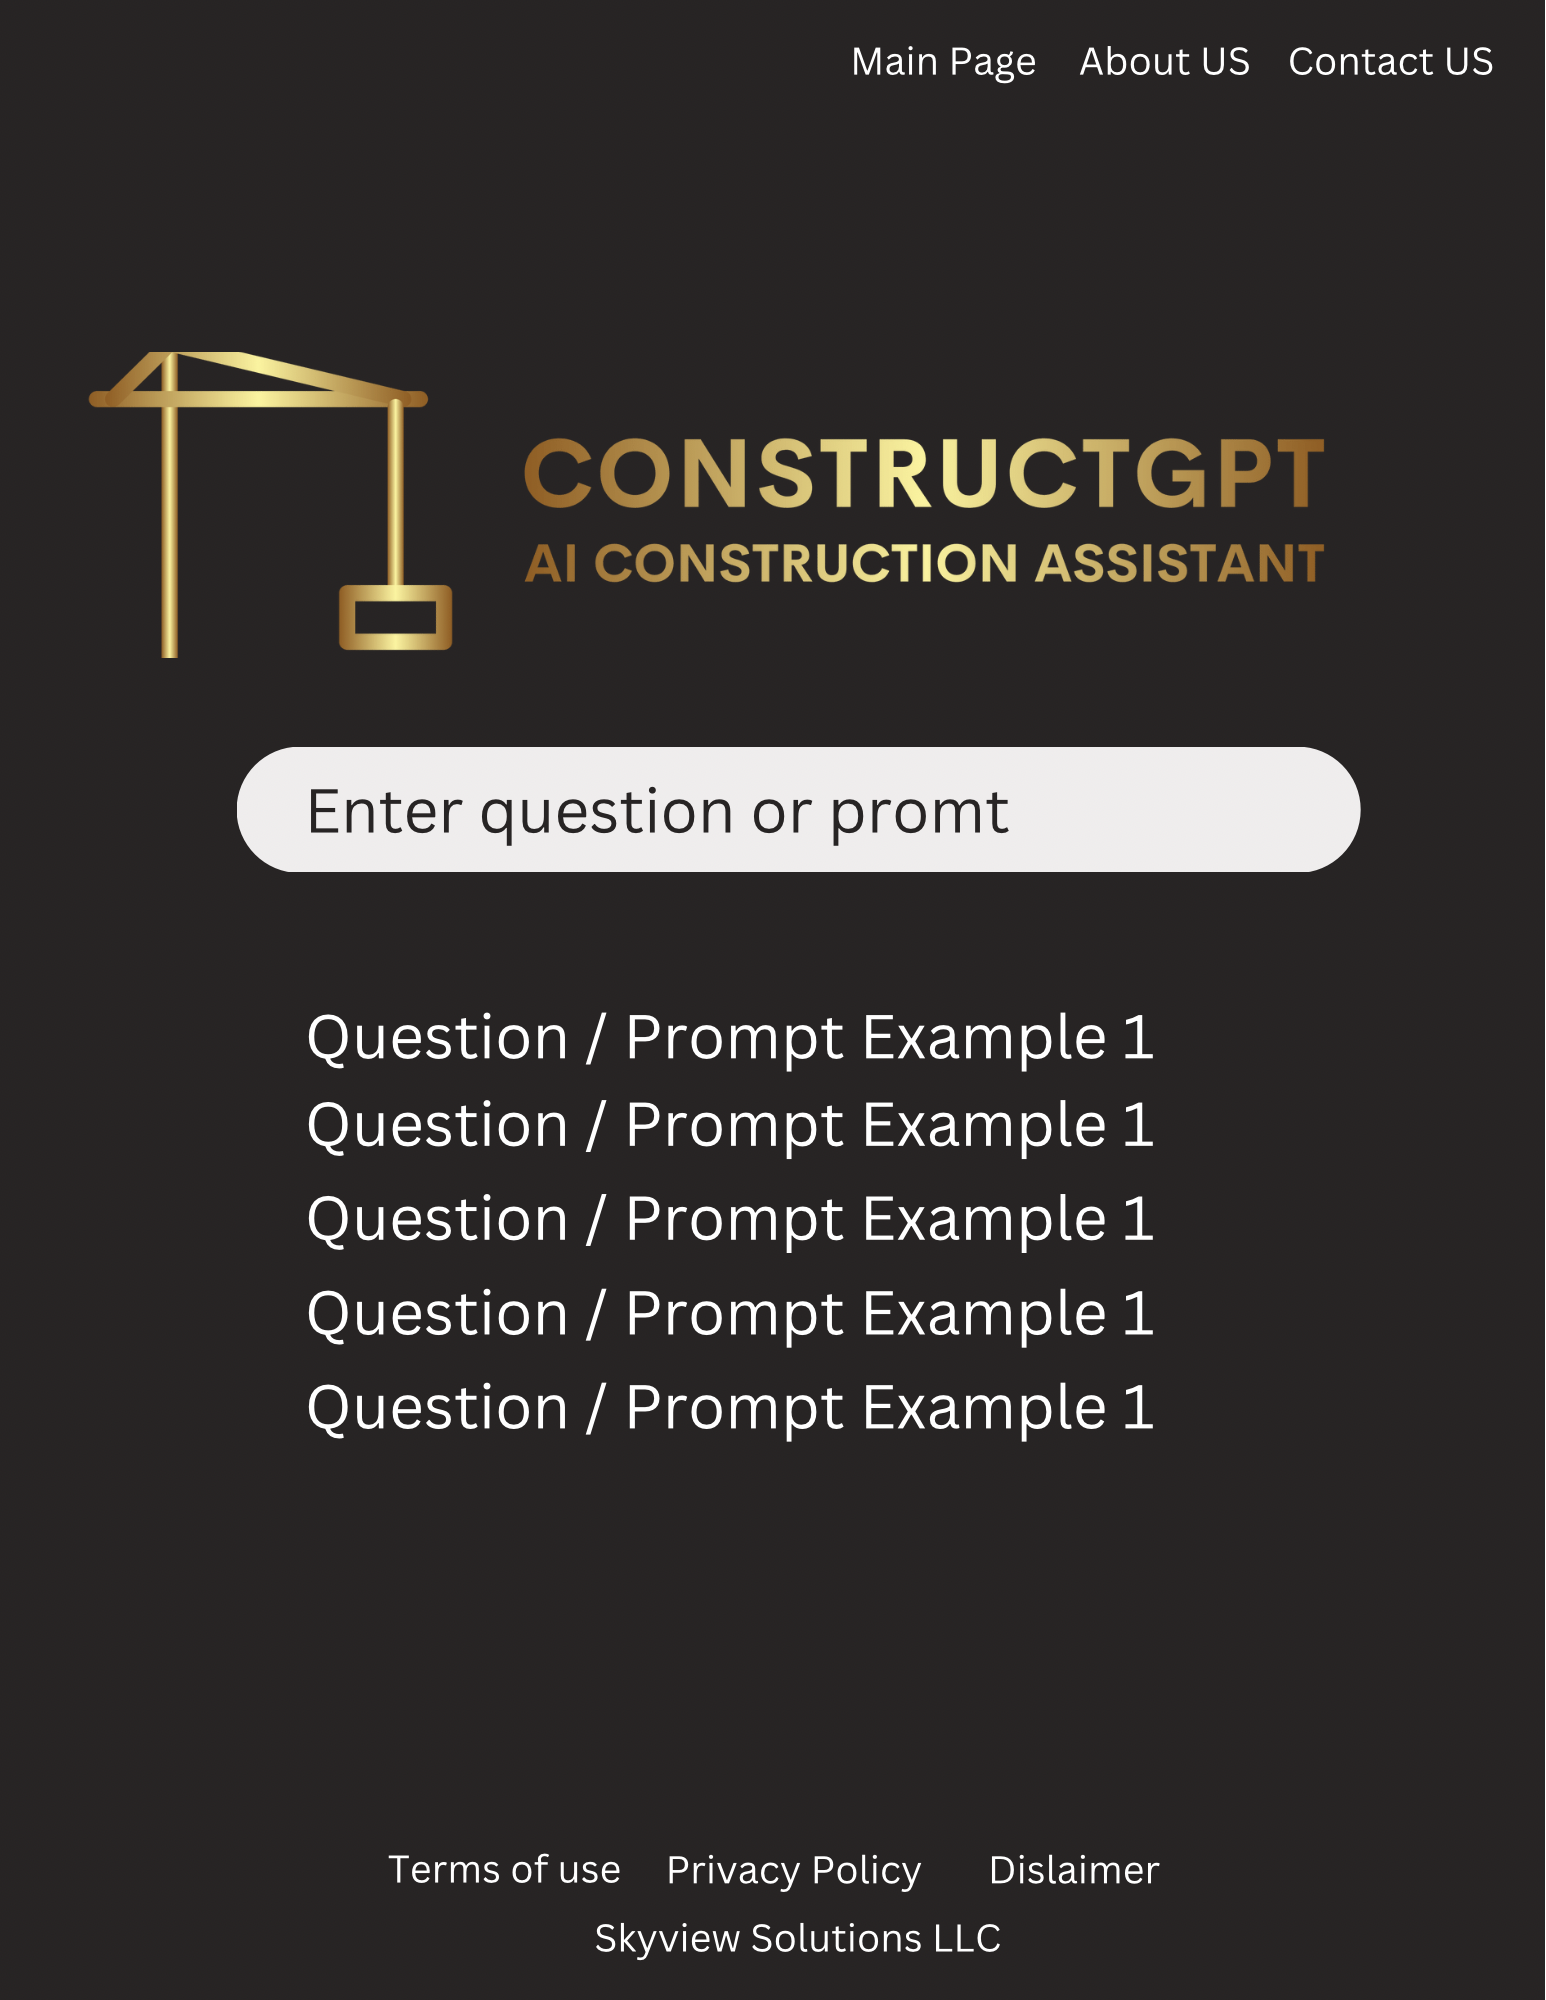 Main Page About US Contact US
CONSTRUCTGPT
AI CONSTRUCTION ASSISTANT
Enter question or promt
Question / Prompt Example 1
Question / Prompt Example 1
Question / Prompt Example 1
Question / Prompt Example 1
Question / Prompt Example 1
Terms of use Privacy Policy Dislaimer
Skyview Solutions LLC